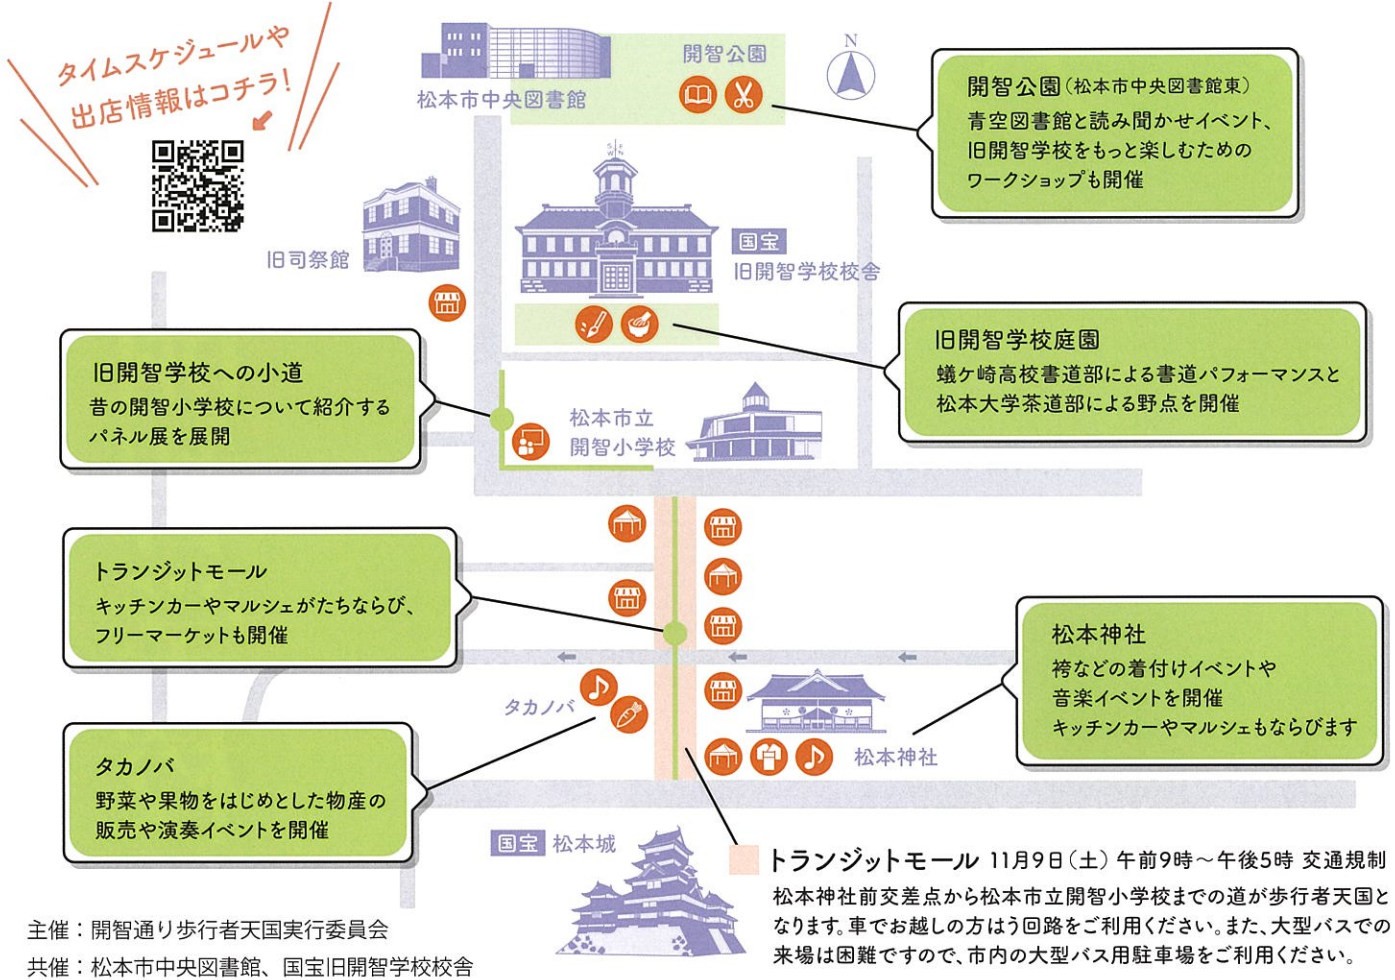 タイムスケジュールや
出店情報はコチラ!
松本市中央図書館
開智公園
N
開智公園(松本市中央図書館東)
青空図書館と読み聞かせイベント、
旧開智学校をもっと楽しむための
ワークショップも開催
旧司祭館
国宝
旧開智学校校舎
旧開智学校庭園
蟻ケ崎高校書道部による書道パフォーマンスと
松本大学茶道部による野点を開催
旧開智学校への小道
昔の開智小学校について紹介する
パネル展を展開
松本市立
開智小学校
トランジットモール
キッチンカーやマルシェがたちならび、
フリーマーケットも開催
松本神社
袴などの着付けイベントや
音楽イベントを開催
キッチンカーやマルシェもならびます
タカノバ
松本神社
タカノバ
野菜や果物をはじめとした物産の
販売や演奏イベントを開催
国宝 松本城
トランジットモール 11月9日(土) 午前9時~午後5時 交通規制
松本神社前交差点から松本市立開智小学校までの道が歩行者天国と
なります。車でお越しの方はう回路をご利用ください。また、大型バスでの
来場は困難ですので、市内の大型バス用駐車場をご利用ください。
主催:開智通り歩行者天国実行委員会
共催:松本市中央図書館、国宝旧開智学校校舎